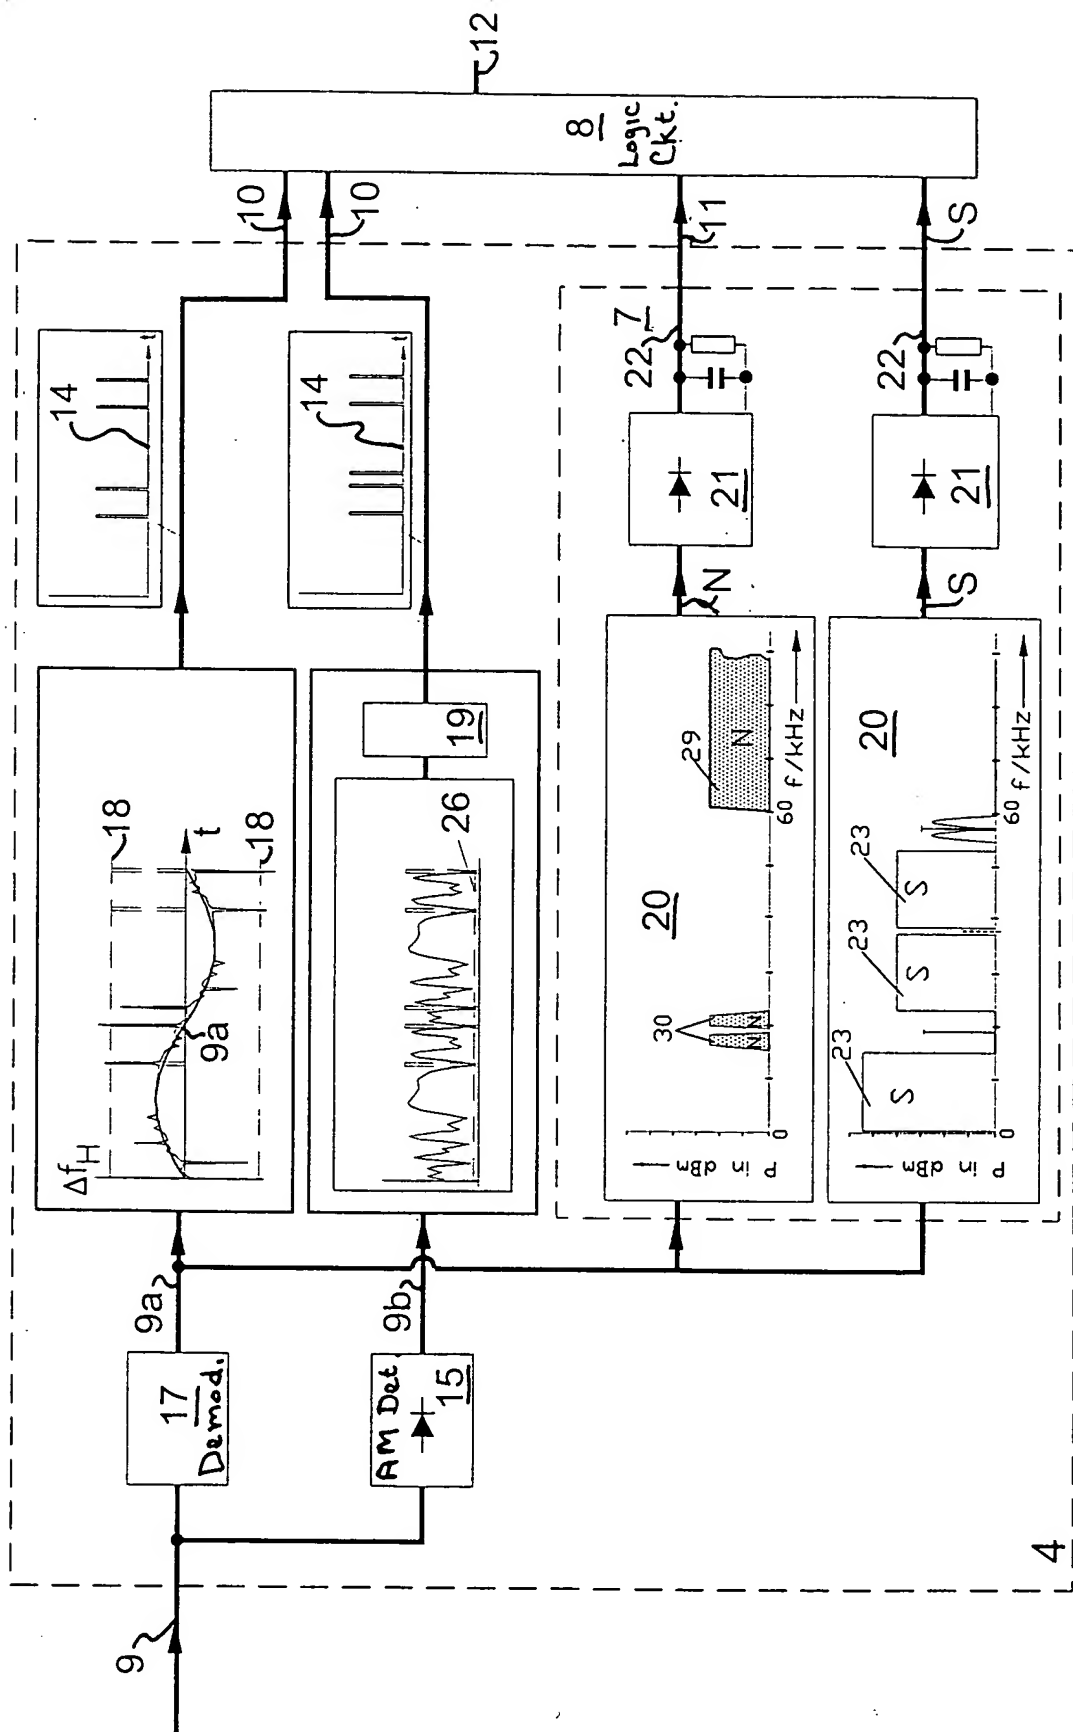 12
8
Logic
Ckt.
10
10
11
S
14
t
14
t
22
7
22
21
21
N
S
18
Δf_H
t
9a
18
19
26
20
29
N
30
N
N
P in dBm
0
60
f/kHz
20
23
S
23
S
23
S
P in dBm
0
60
f/kHz
9a
9b
17
Demod.
AM Det.
15
9
4